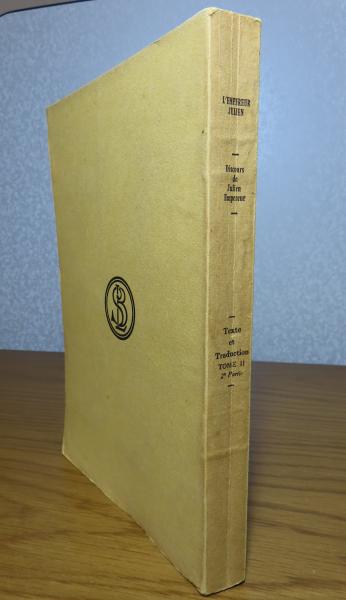 L'EMPEREUR
JULIEN
Discours
de
Julien
Empereur
Texte
et
Traduction
TOME II
2e Partie